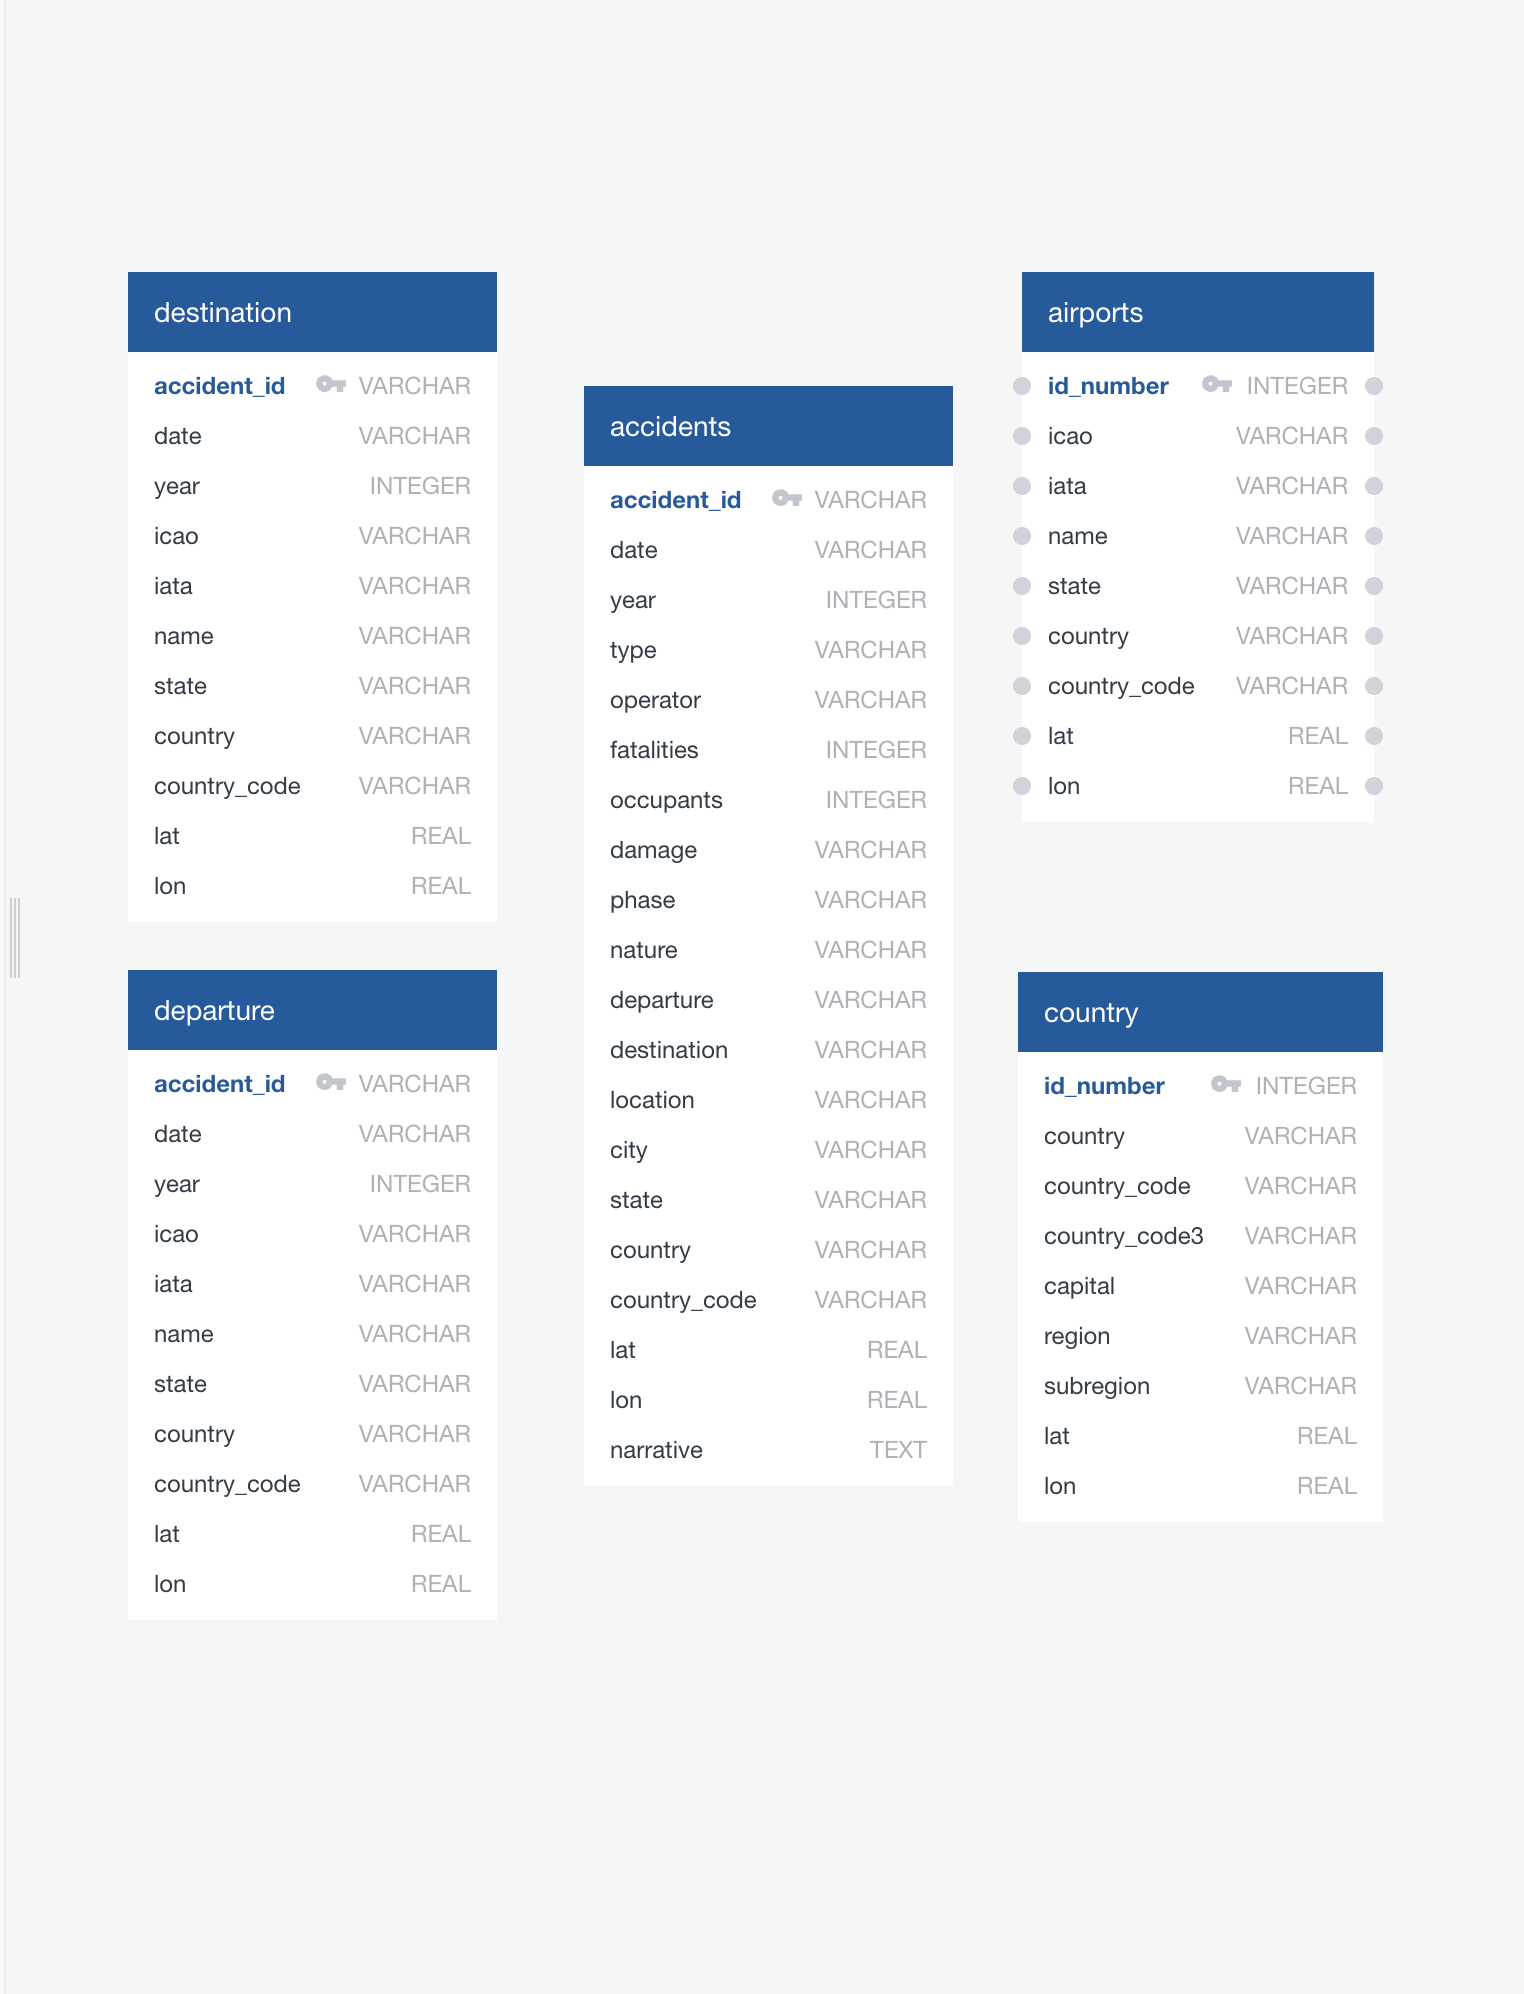 destination
accident_id VARCHAR
date VARCHAR
year INTEGER
icao VARCHAR
iata VARCHAR
name VARCHAR
state VARCHAR
country VARCHAR
country_code VARCHAR
lat REAL
lon REAL
departure
accident_id VARCHAR
date VARCHAR
year INTEGER
icao VARCHAR
iata VARCHAR
name VARCHAR
state VARCHAR
country VARCHAR
country_code VARCHAR
lat REAL
lon REAL
accidents
accident_id VARCHAR
date VARCHAR
year INTEGER
type VARCHAR
operator VARCHAR
fatalities INTEGER
occupants INTEGER
damage VARCHAR
phase VARCHAR
nature VARCHAR
departure VARCHAR
destination VARCHAR
location VARCHAR
city VARCHAR
state VARCHAR
country VARCHAR
country_code VARCHAR
lat REAL
lon REAL
narrative TEXT
airports
id_number INTEGER
icao VARCHAR
iata VARCHAR
name VARCHAR
state VARCHAR
country VARCHAR
country_code VARCHAR
lat REAL
lon REAL
country
id_number INTEGER
country VARCHAR
country_code VARCHAR
country_code3 VARCHAR
capital VARCHAR
region VARCHAR
subregion VARCHAR
lat REAL
lon REAL